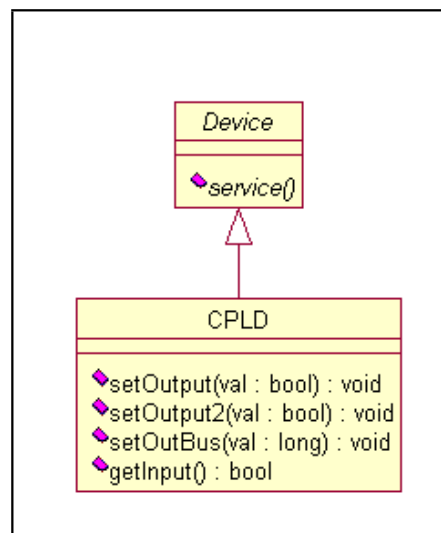 Device
service()
CPLD
setOutput(val : bool) : void
setOutput2(val : bool) : void
setOutBus(val : long) : void
getInput() : bool